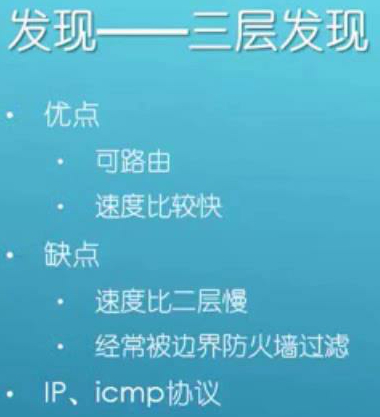 发现——三层发现
• 优点
• 可路由
• 速度比较快
• 缺点
• 速度比二层慢
• 经常被边界防火墙过滤
• IP、icmp协议